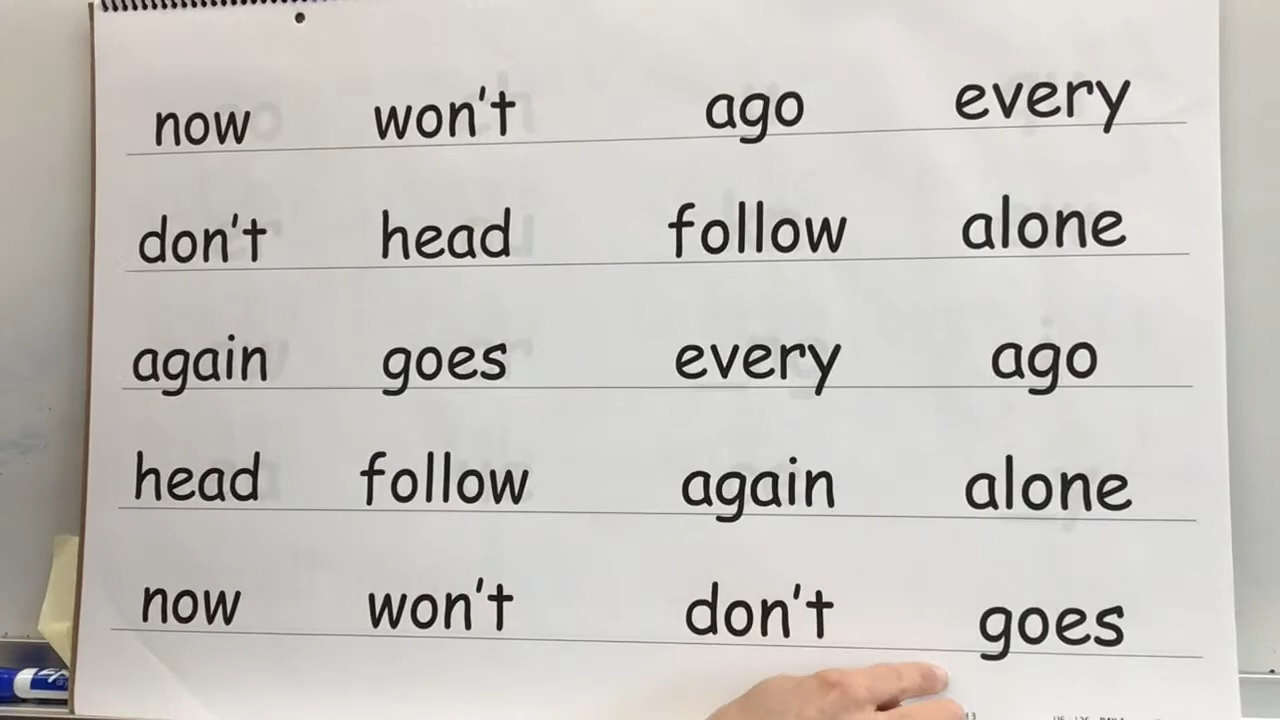 now won't ago every
don't head follow alone
again goes every ago
head follow again alone
now won't don't goes